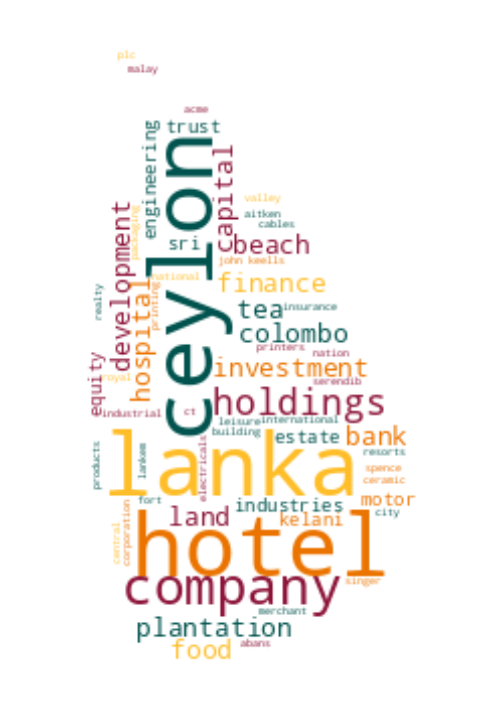 plc
malay
acme
trust
engineering
ceylon
capital
sri
valley
aitken
cables
beach
packaging
development
john keells
national
finance
hospital
printing
realty
tea
insurance
colombo
printers
nation
investment
royal
serendib
equity
holdings
industrial
ct
leisure
international
building
estate
bank
lanka
electricals
products
lankem
resorts
spence
ceramic
fort
industries
motor
city
land
kelani
central
corporation
hotel
company
singer
merchant
plantation
food
abans